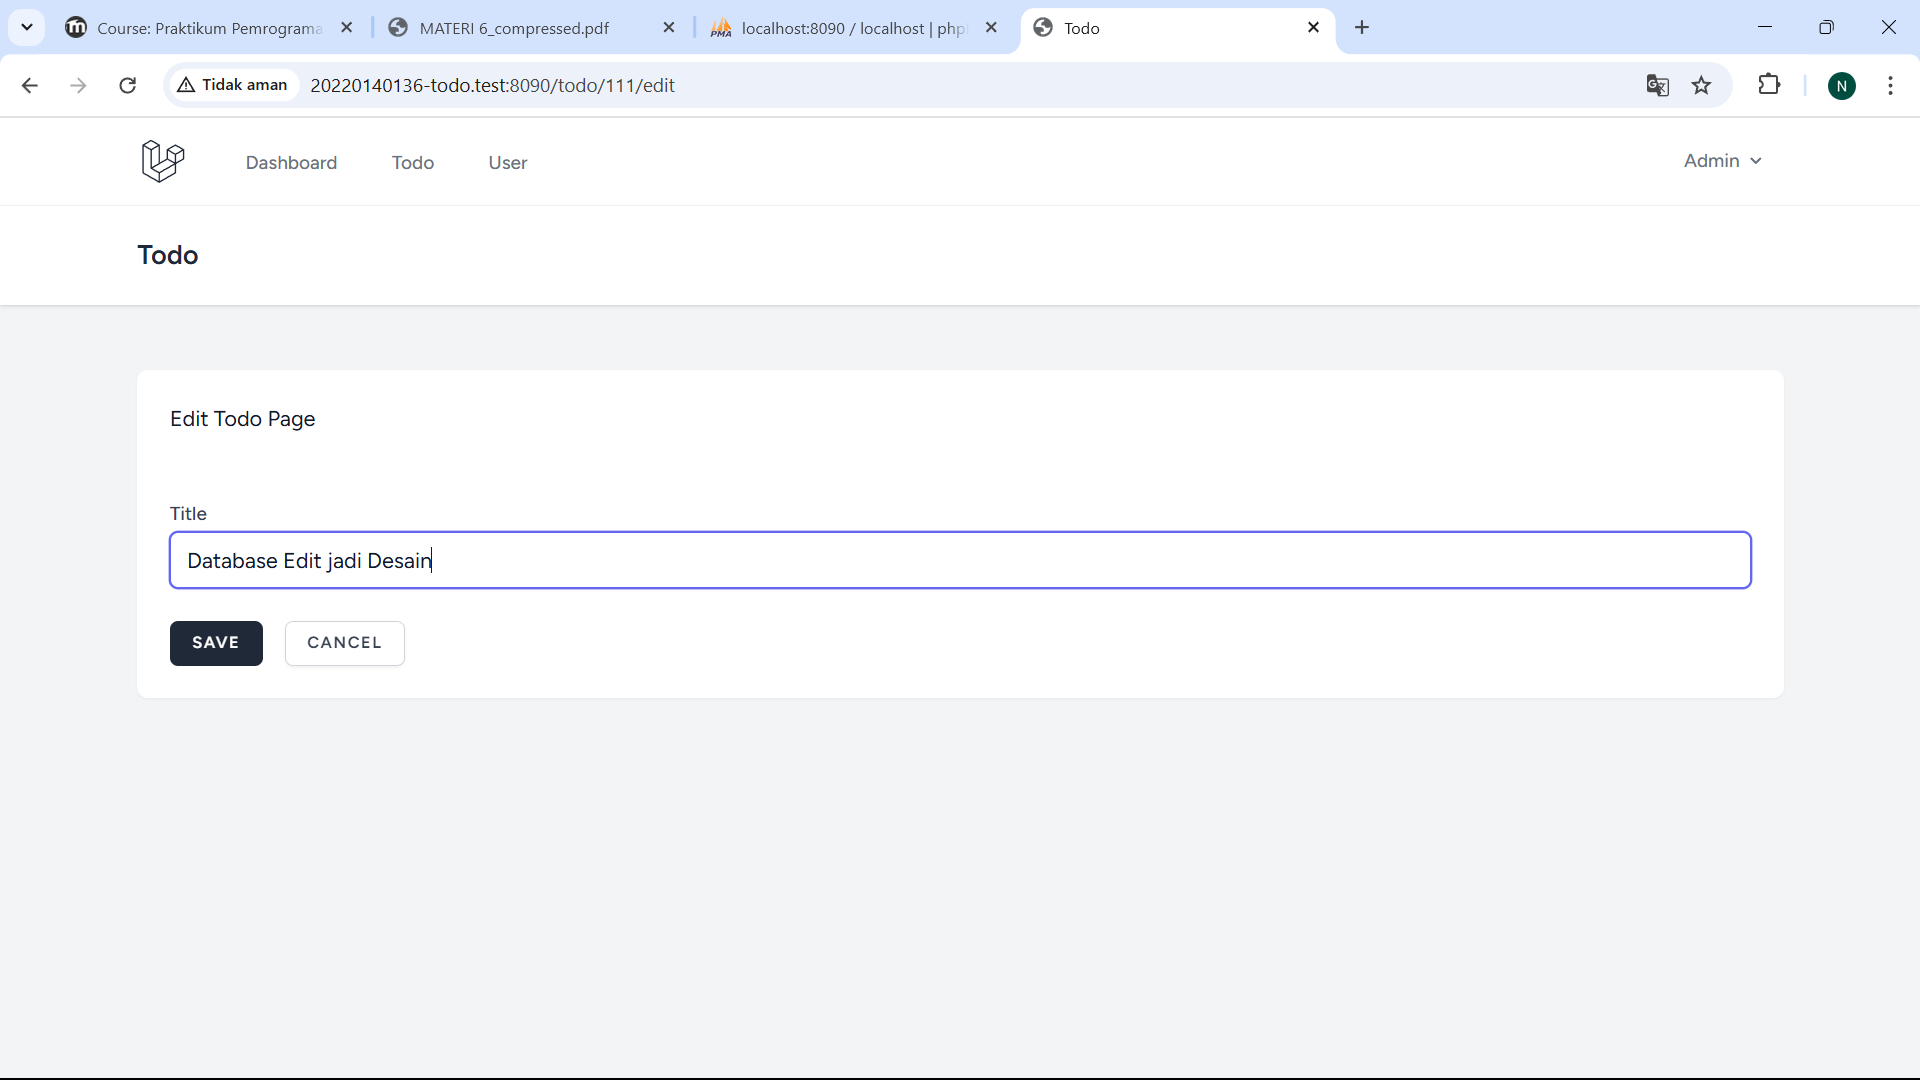 Course: Praktikum Pemrograma
MATERI 6_compressed.pdf
localhost:8090 / localhost | php
Todo
Tidak aman
20220140136-todo.test:8090/todo/111/edit
N
Dashboard
Todo
User
Admin
Todo
Edit Todo Page
Title
Database Edit jadi Desain
SAVE
CANCEL